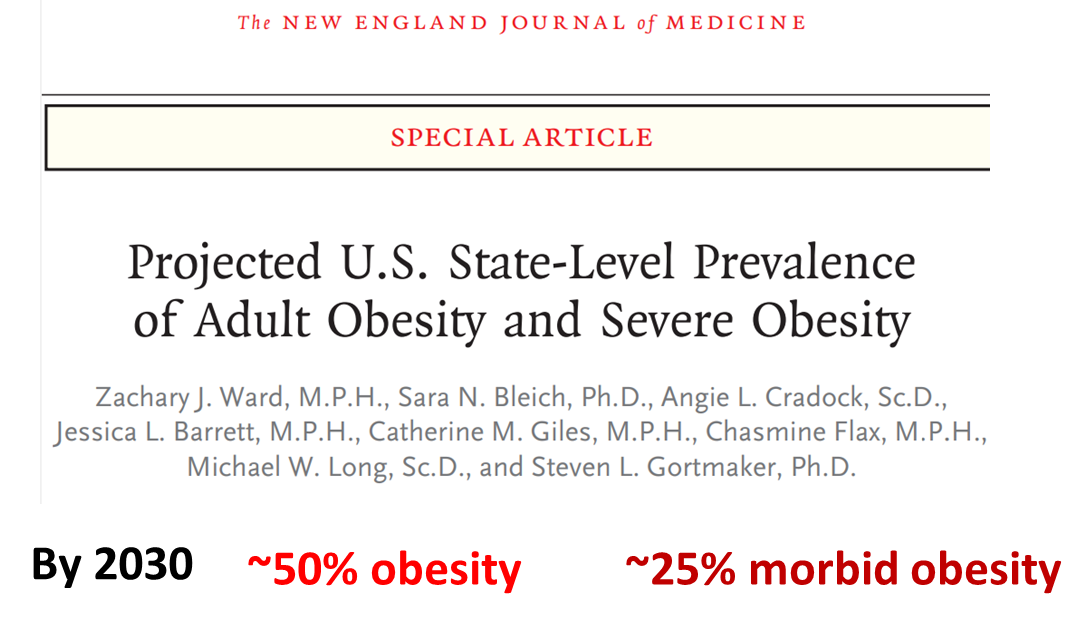 The NEW ENGLAND JOURNAL of MEDICINE
SPECIAL ARTICLE
Projected U.S. State-Level Prevalence
of Adult Obesity and Severe Obesity
Zachary J. Ward, M.P.H., Sara N. Bleich, Ph.D., Angie L. Cradock, Sc.D.,
Jessica L. Barrett, M.P.H., Catherine M. Giles, M.P.H., Chasmine Flax, M.P.H.,
Michael W. Long, Sc.D., and Steven L. Gortmaker, Ph.D.
By 2030 ~50% obesity ~25% morbid obesity